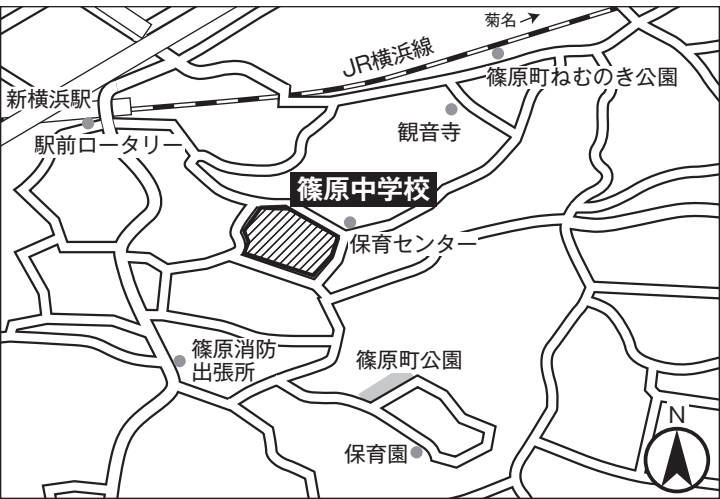 菊名
JR横浜線
篠原町ねむのき公園
新横浜駅
観音寺
駅前ロータリー
篠原中学校
保育センター
篠原消防
出張所
篠原町公園
保育園
N